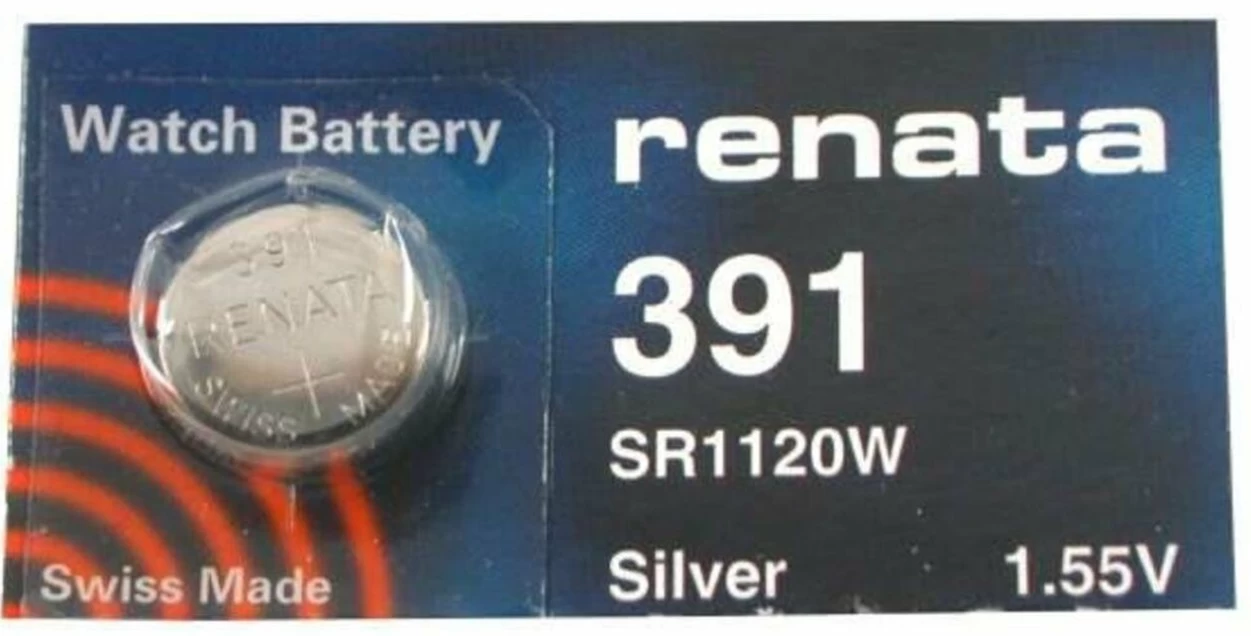 Watch Battery
391
RENATA
+
SWISS MADE
Swiss Made
renata
391
SR1120W
Silver 1.55V